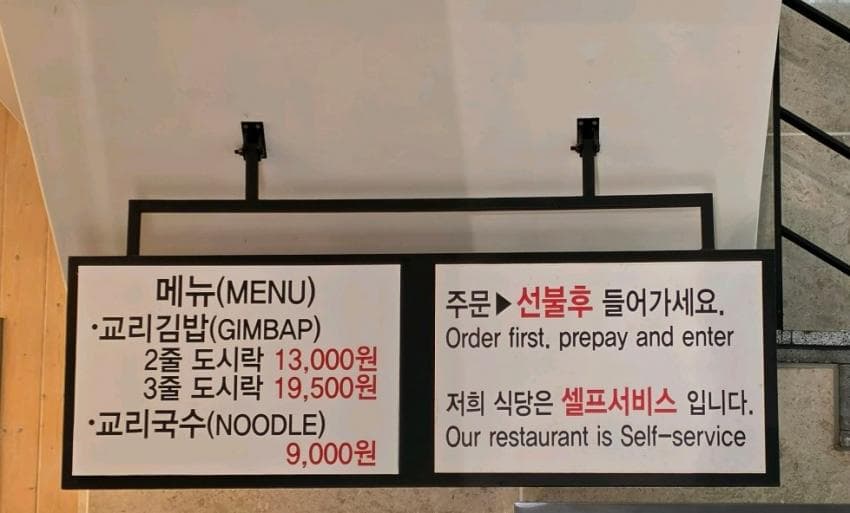 메뉴(MENU)
·교리김밥(GIMBAP)
2줄 도시락 13,000원
3줄 도시락 19,500원
·교리국수(NOODLE)
9,000원
주문▶선불후 들어가세요.
Order first, prepay and enter
저희 식당은 셀프서비스 입니다.
Our restaurant is Self-service